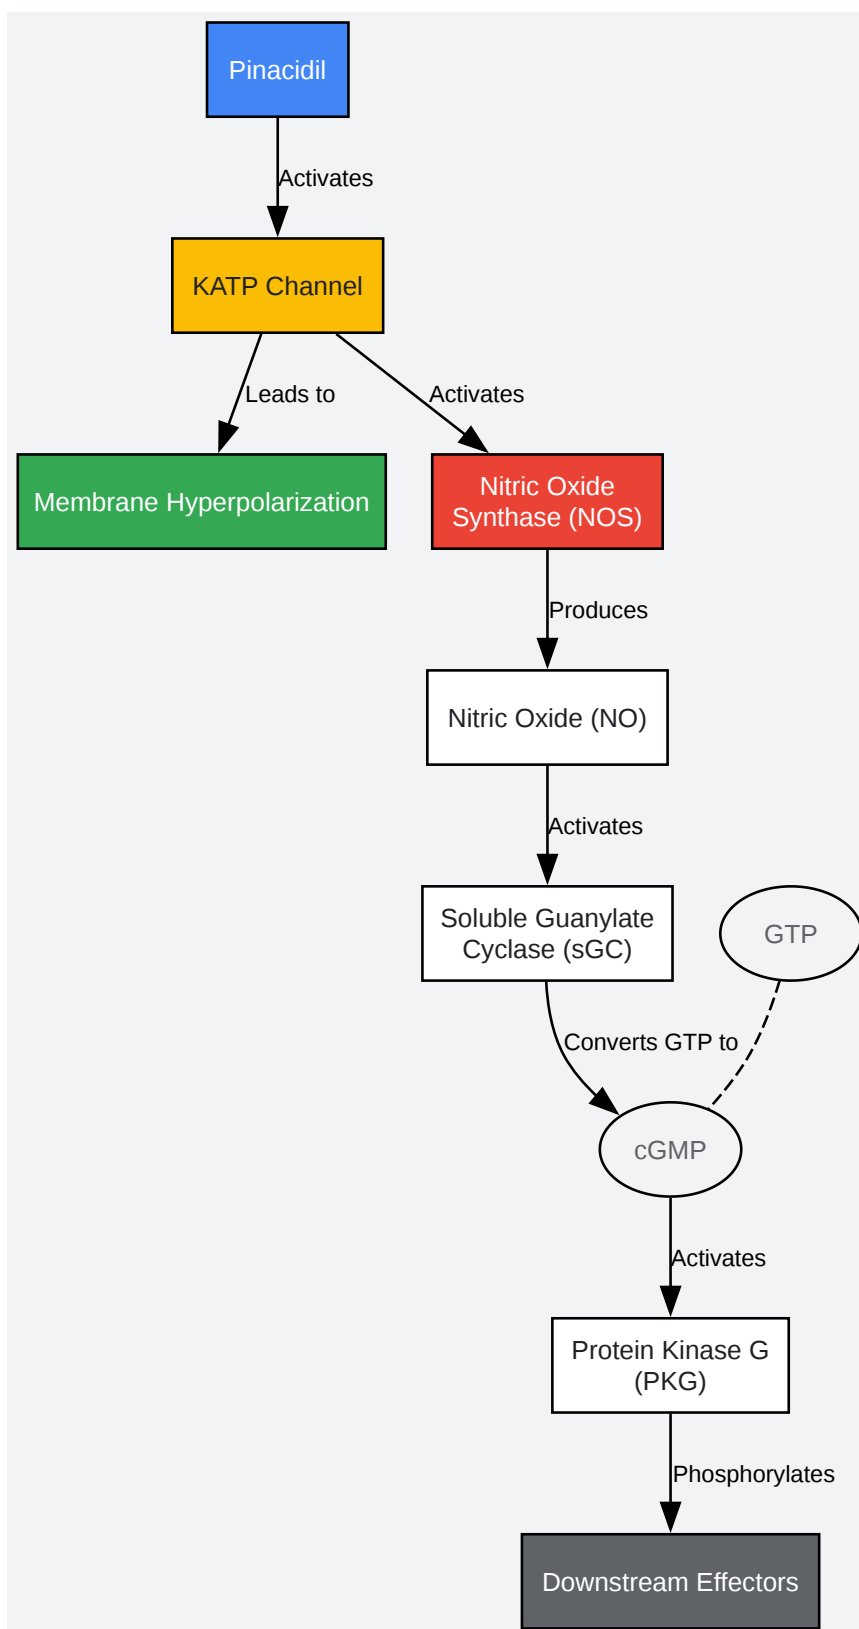 Pinacidil
Activates
KATP Channel
Leads to
Activates
Membrane Hyperpolarization
Nitric Oxide
Synthase (NOS)
Produces
Nitric Oxide (NO)
Activates
Soluble Guanylate
Cyclase (sGC)
GTP
Converts GTP to
cGMP
Activates
Protein Kinase G
(PKG)
Phosphorylates
Downstream Effectors